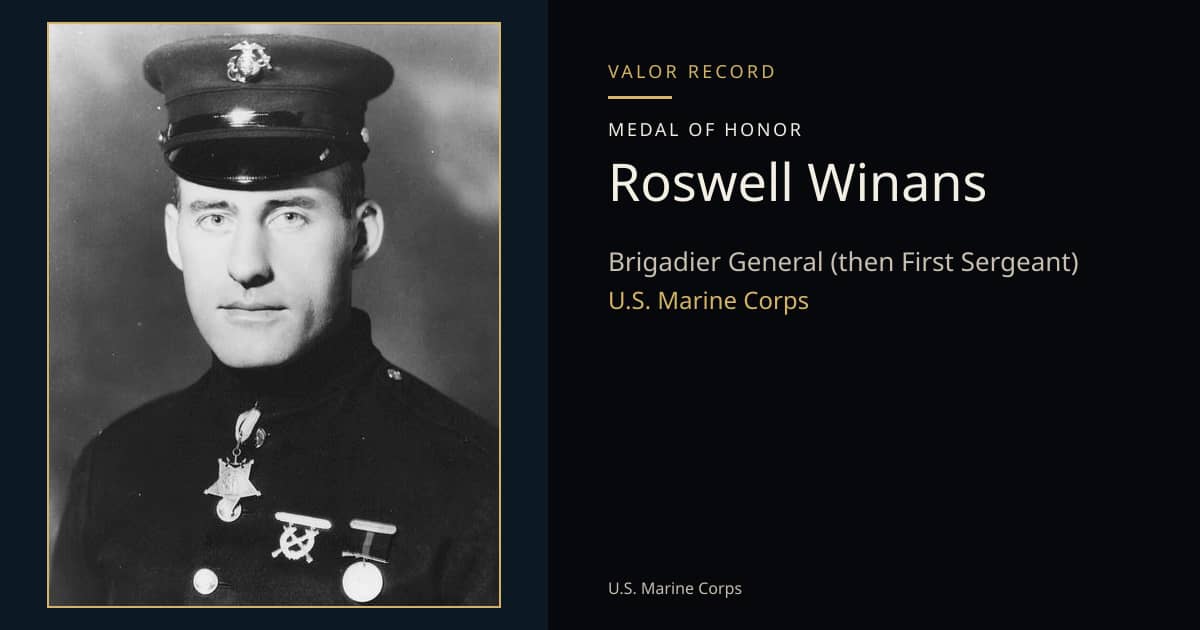 VALOR RECORD
MEDAL OF HONOR
Roswell Winans
Brigadier General (then First Sergeant)
U.S. Marine Corps
U.S. Marine Corps